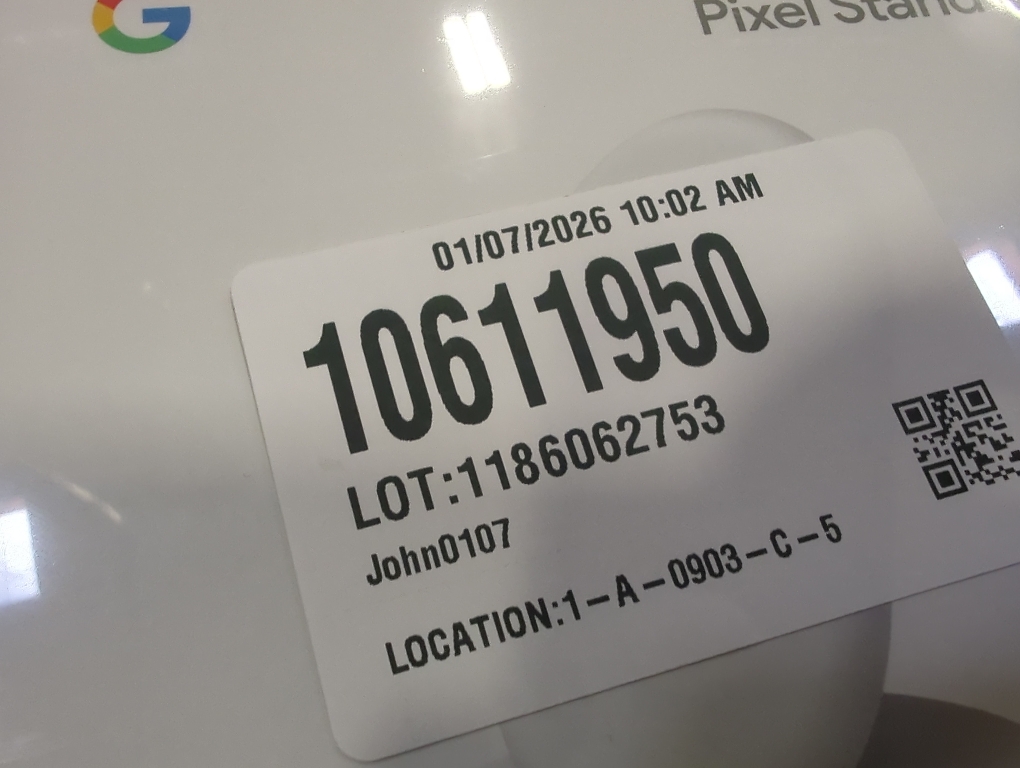 Pixel Stand
01/07/2026 10:02 AM
10611950
LOT:1186062753
John0107
LOCATION:1-A-0903-C-5